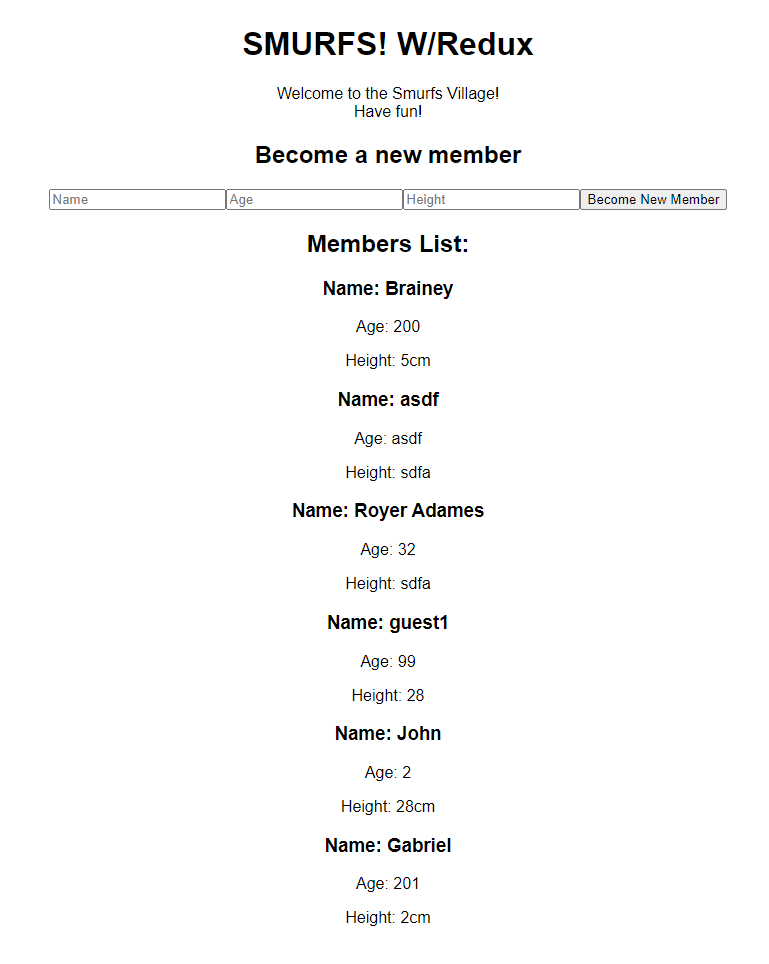 SMURFS! W/Redux
Welcome to the Smurfs Village!
Have fun!
Become a new member
Name Age Height Become New Member
Members List:
Name: Brainey
Age: 200
Height: 5cm
Name: asdf
Age: asdf
Height: sdfa
Name: Royer Adames
Age: 32
Height: sdfa
Name: guest1
Age: 99
Height: 28
Name: John
Age: 2
Height: 28cm
Name: Gabriel
Age: 201
Height: 2cm